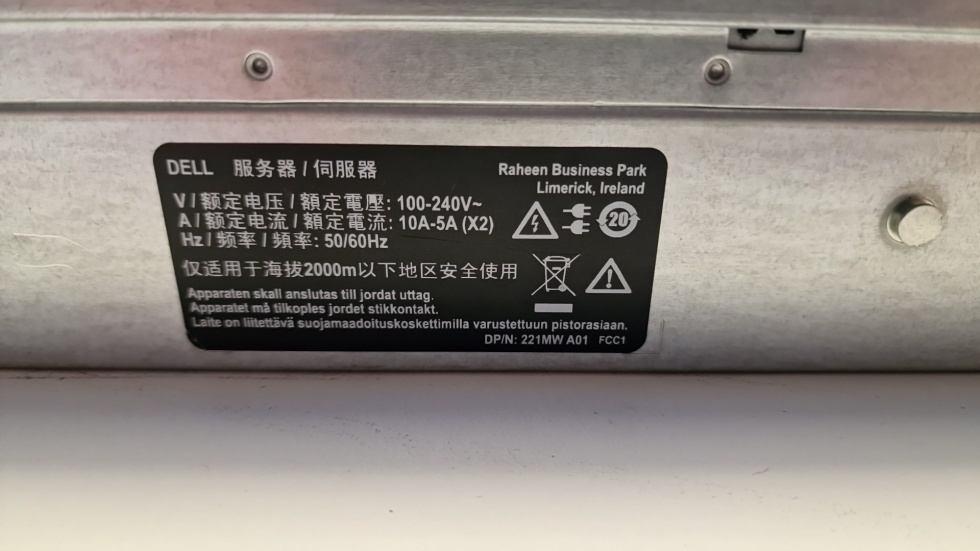 DELL 服务器 / 伺服器
Raheen Business Park
Limerick, Ireland
V / 额定电压 / 額定電壓: 100-240V~
A / 额定电流 / 額定電流: 10A-5A (X2)
Hz / 频率 / 頻率: 50/60Hz
20
仅适用于海拔2000m以下地区安全使用
Apparaten skall anslutas till jordat uttag.
Apparatet må tilkoples jordet stikkontakt.
Laite on liitettävä suojamaadoituskoskettimilla varustettuun pistorasiaan.
DP/N: 221MW A01 FCC1